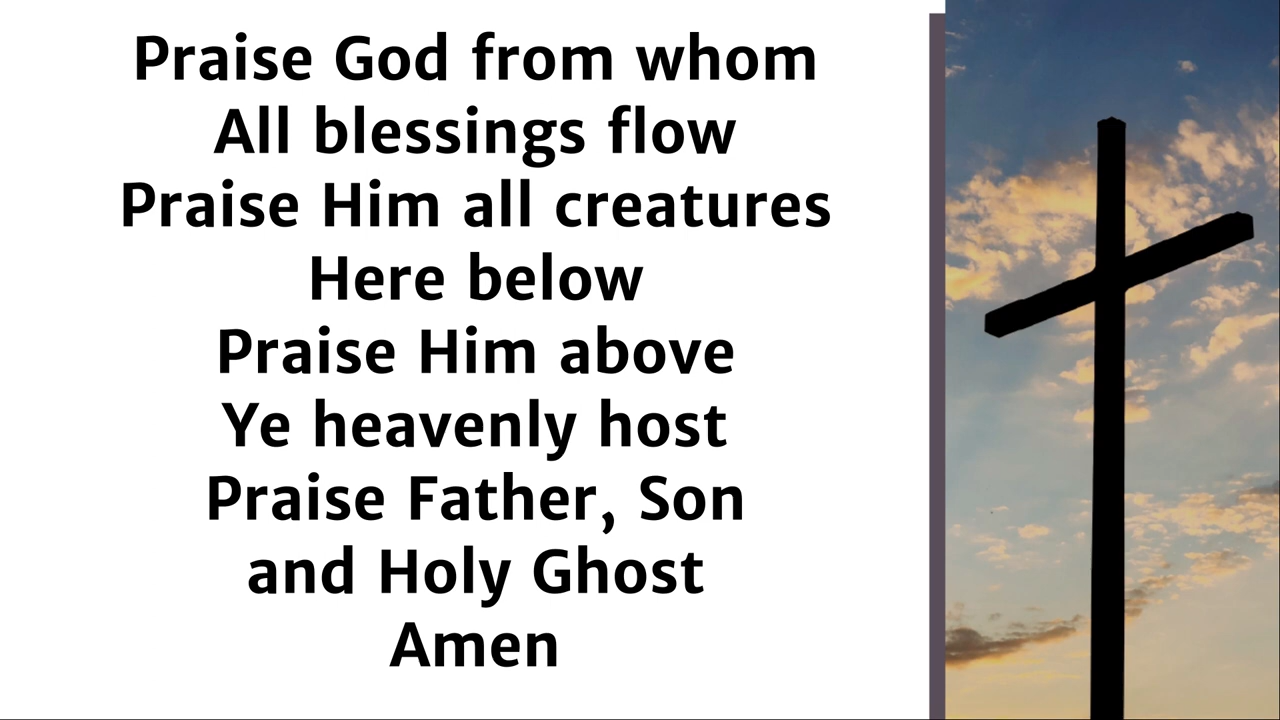 Praise God from whom
All blessings flow
Praise Him all creatures
Here below
Praise Him above
Ye heavenly host
Praise Father, Son
and Holy Ghost
Amen